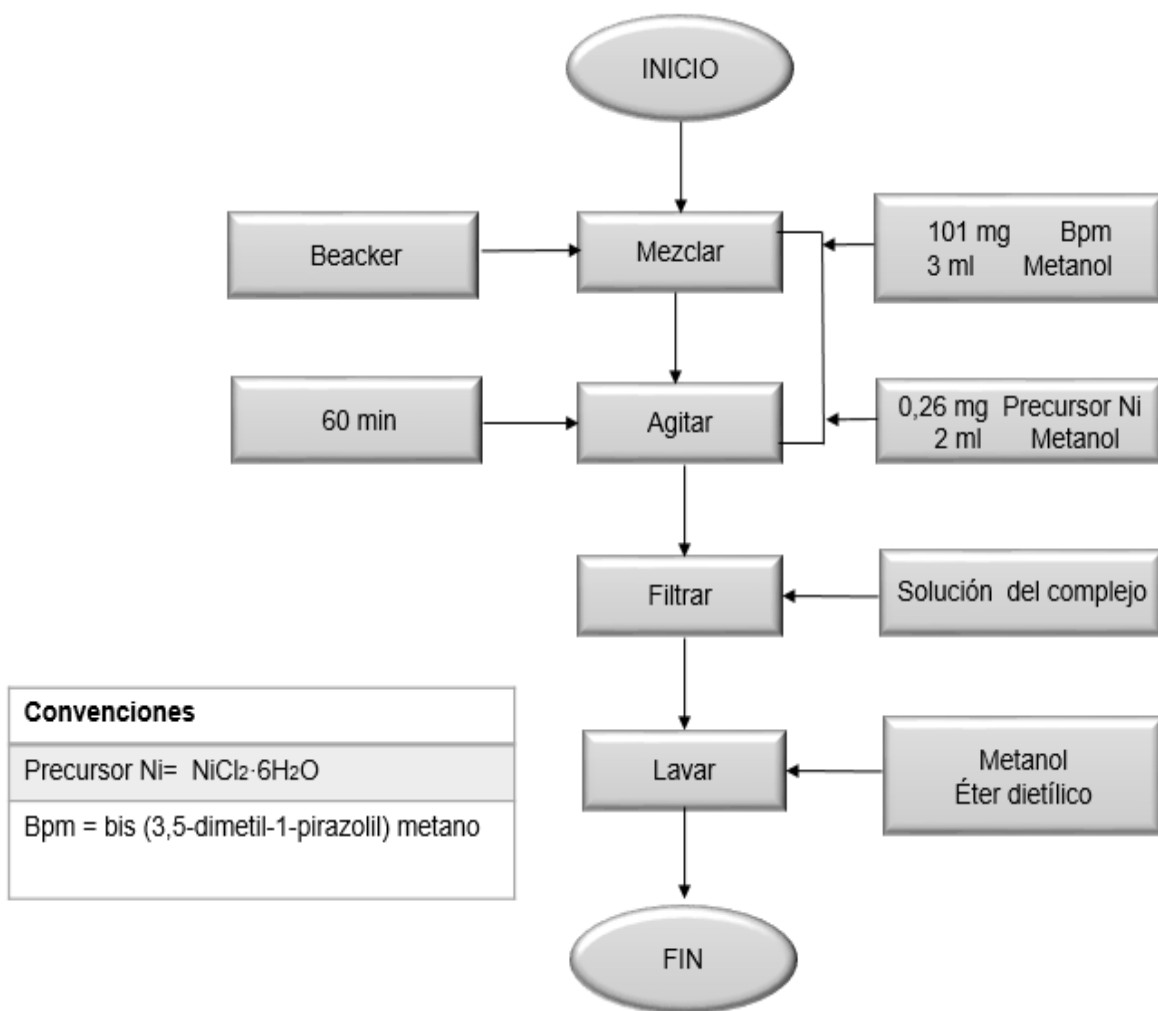 INICIO
Beacker
Mezclar
101 mg Bpm
3 ml Metanol
60 min
Agitar
0,26 mg Precursor Ni
2 ml Metanol
Filtrar
Solución del complejo
Convenciones
Precursor Ni= NiCl2·6H2O
Bpm = bis (3,5-dimetil-1-pirazolil) metano
Lavar
Metanol
Éter dietílico
FIN